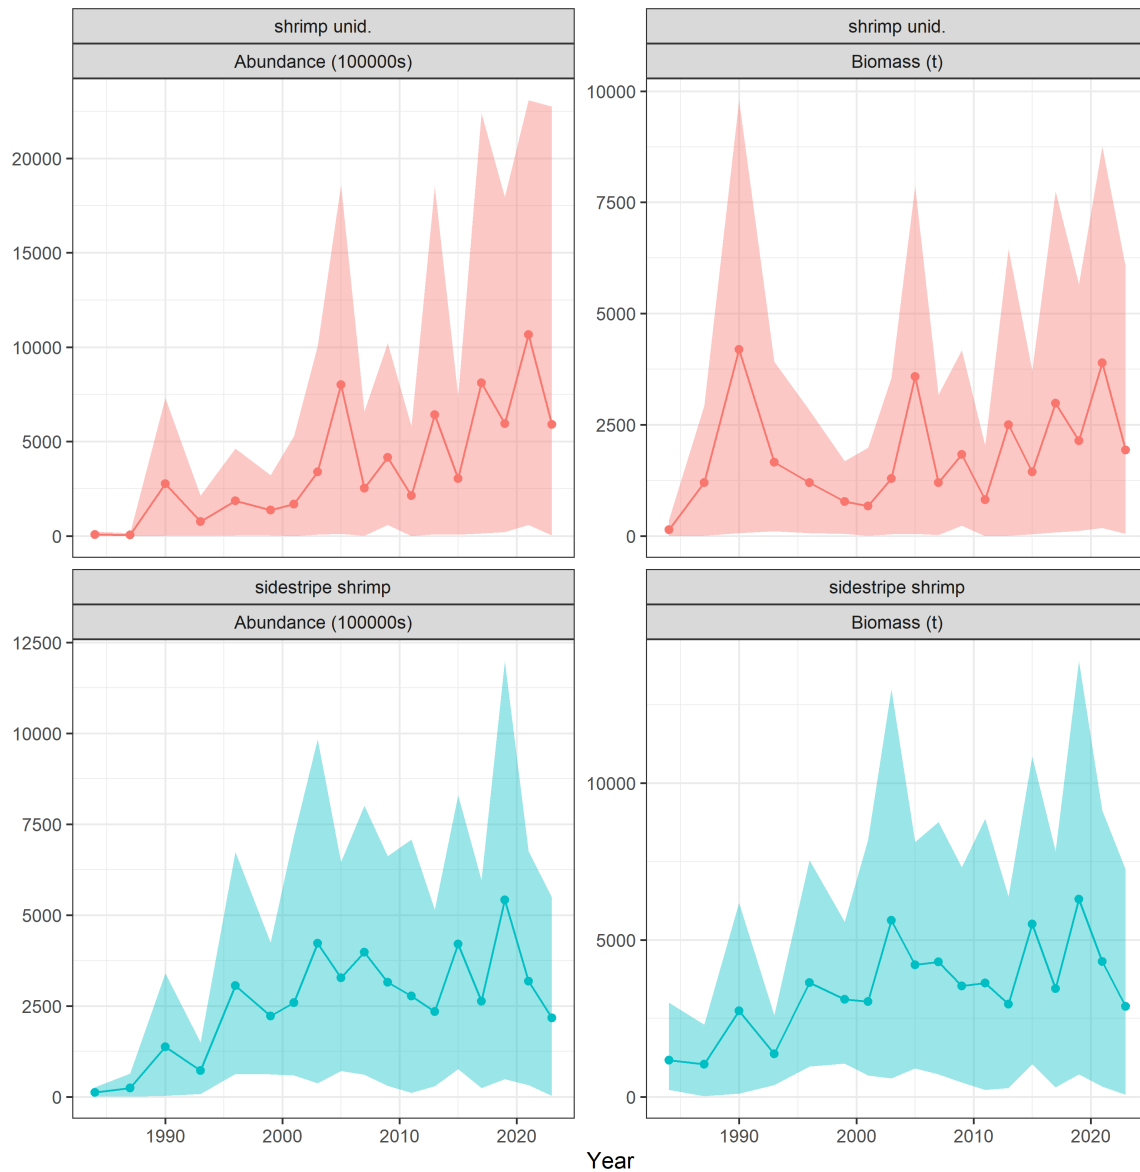 shrimp unid.
Abundance (100000s)
20000
15000
10000
5000
0
shrimp unid.
Biomass (t)
10000
7500
5000
2500
0
sidestripe shrimp
Abundance (100000s)
12500
10000
7500
5000
2500
0
1990 2000 2010 2020
sidestripe shrimp
Biomass (t)
10000
5000
0
1990 2000 2010 2020
Year